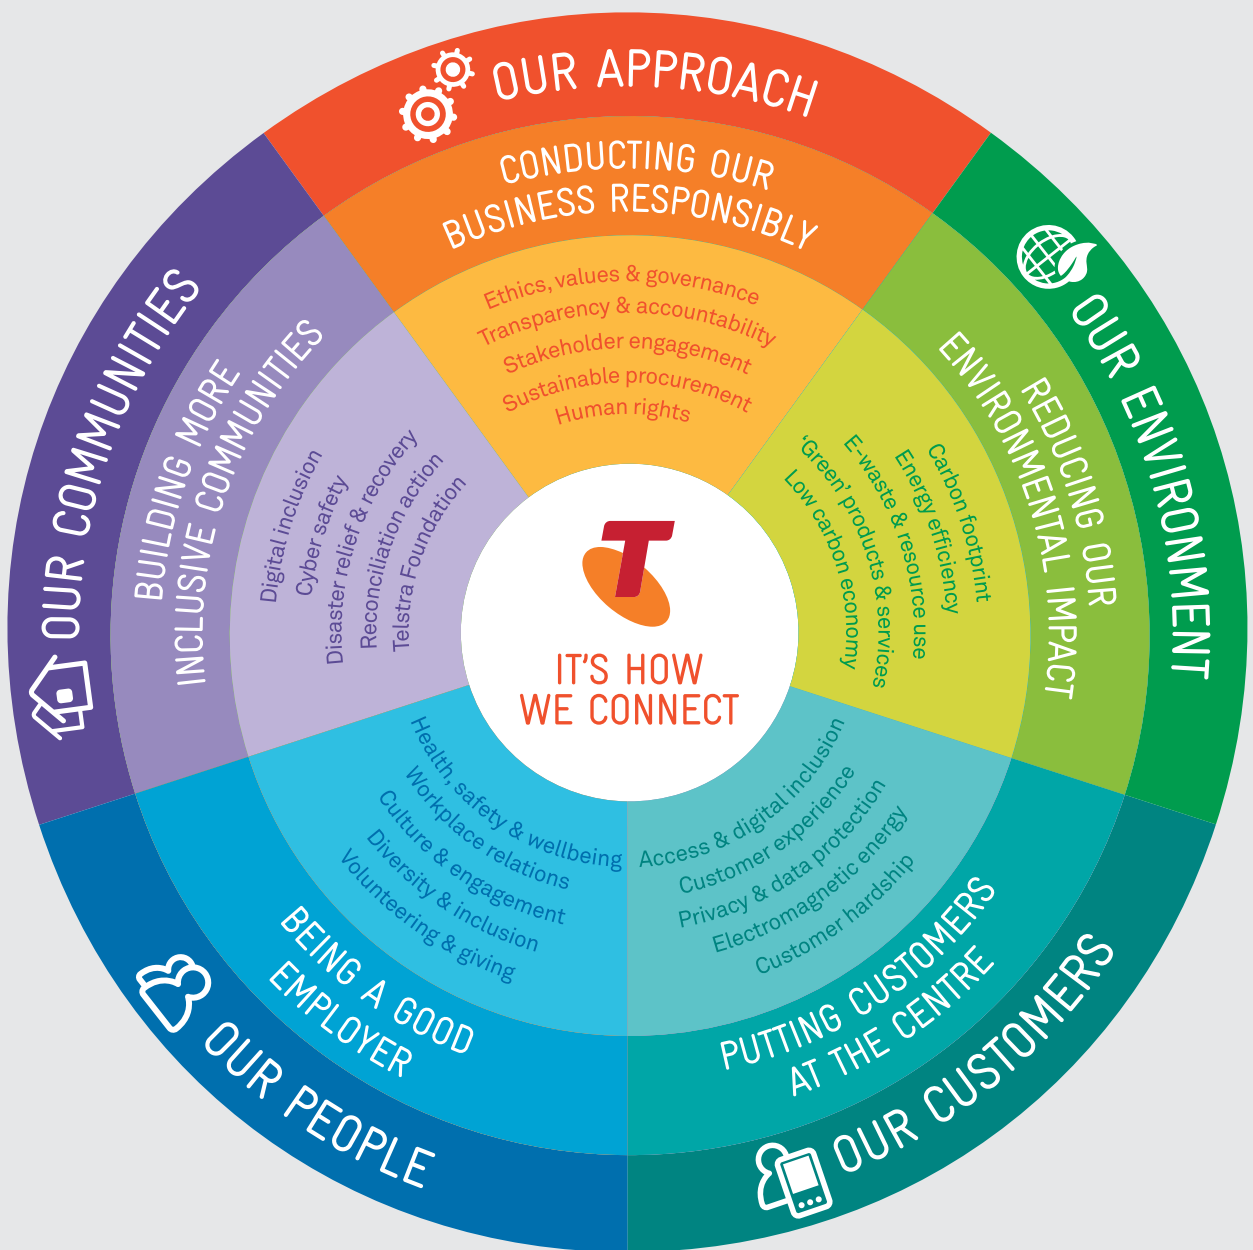 OUR APPROACH
CONDUCTING OUR
BUSINESS RESPONSIBLY
Ethics, values & governance
Transparency & accountability
Stakeholder engagement
Sustainable procurement
Human rights
OUR ENVIRONMENT
REDUCING OUR
ENVIRONMENTAL IMPACT
Carbon footprint
Energy efficiency
E-waste & resource use
‘Green’ products & services
Low carbon economy
OUR CUSTOMERS
PUTTING CUSTOMERS
AT THE CENTRE
Access & digital inclusion
Customer experience
Privacy & data protection
Electromagnetic energy
Customer hardship
OUR PEOPLE
BEING A GOOD
EMPLOYER
Health, safety & wellbeing
Workplace relations
Culture & engagement
Diversity & inclusion
Volunteering & giving
OUR COMMUNITIES
BUILDING MORE
INCLUSIVE COMMUNITIES
Digital inclusion
Cyber safety
Disaster relief & recovery
Reconciliation action
Telstra Foundation
T
IT'S HOW
WE CONNECT